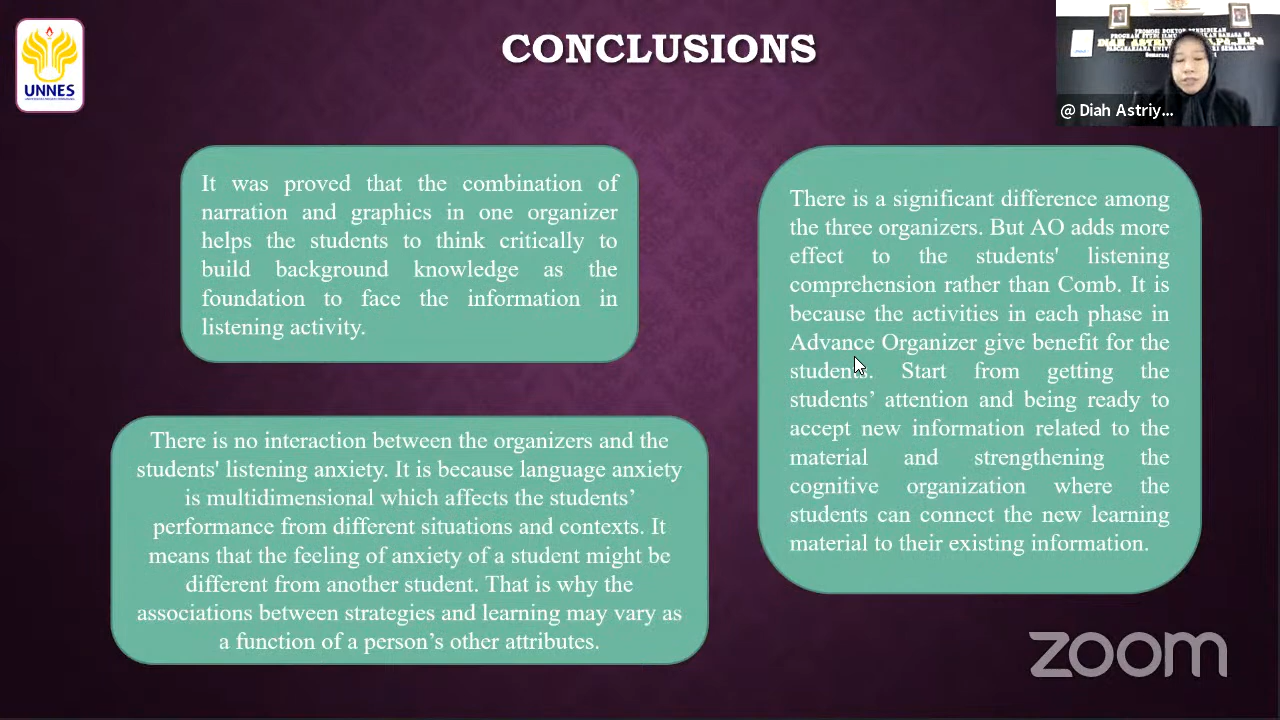 CONCLUSIONS
UNNES
PROMOSI DOKTOR PENDIDIKAN
@ Diah Astriy...
It was proved that the combination of
narration and graphics in one organizer
helps the students to think critically to
build background knowledge as the
foundation to face the information in
listening activity.
There is no interaction between the organizers and the
students' listening anxiety. It is because language anxiety
is multidimensional which affects the students’
performance from different situations and contexts. It
means that the feeling of anxiety of a student might be
different from another student. That is why the
associations between strategies and learning may vary as
a function of a person’s other attributes.
There is a significant difference among
the three organizers. But AO adds more
effect to the students' listening
comprehension rather than Comb. It is
because the activities in each phase in
Advance Organizer give benefit for the
students. Start from getting the
students’ attention and being ready to
accept new information related to the
material and strengthening the
cognitive organization where the
students can connect the new learning
material to their existing information.
zoom